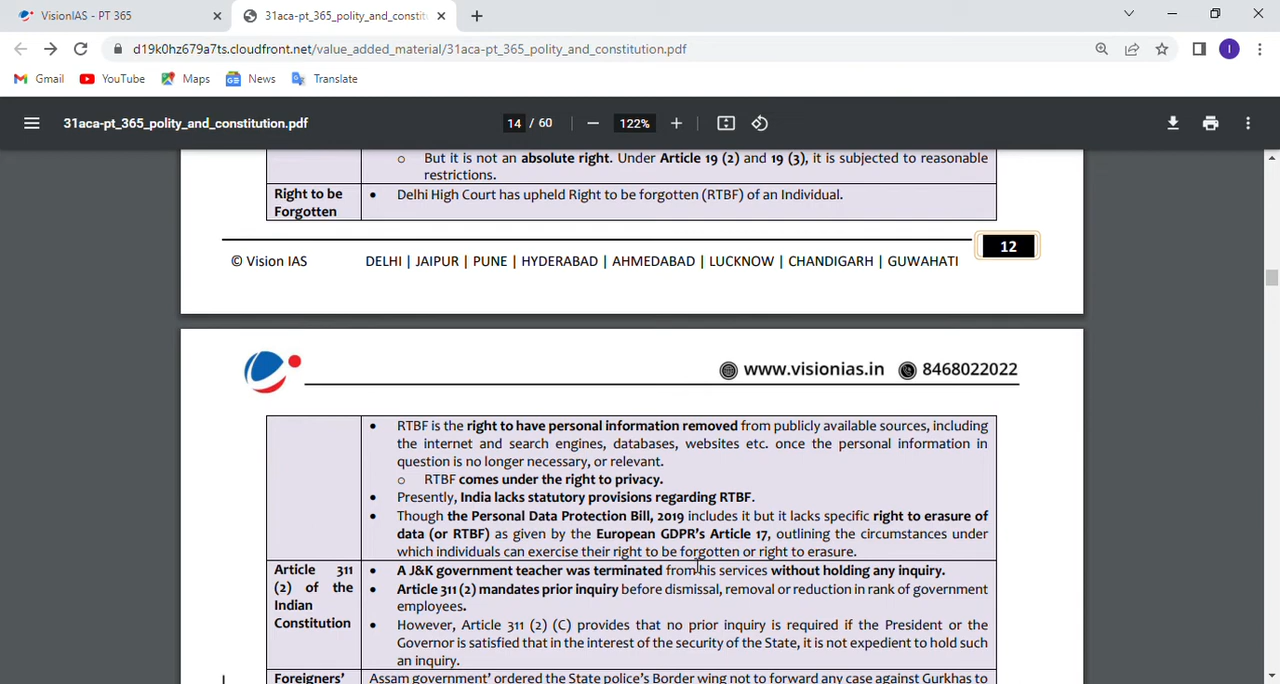 VisionIAS - PT 365
31aca-pt_365_polity_and_constit
d19k0hz679a7ts.cloudfront.net/value_added_material/31aca-pt_365_polity_and_constitution.pdf
I
Gmail
YouTube
Maps
News
Translate
31aca-pt_365_polity_and_constitution.pdf
14 / 60
122%
o But it is not an absolute right. Under Article 19 (2) and 19 (3), it is subjected to reasonable
restrictions.
Right to be
Forgotten
• Delhi High Court has upheld Right to be forgotten (RTBF) of an Individual.
12
© Vision IAS
DELHI | JAIPUR | PUNE | HYDERABAD | AHMEDABAD | LUCKNOW | CHANDIGARH | GUWAHATI
www.visionias.in
8468022022
• RTBF is the right to have personal information removed from publicly available sources, including
the internet and search engines, databases, websites etc. once the personal information in
question is no longer necessary, or relevant.
o RTBF comes under the right to privacy.
• Presently, India lacks statutory provisions regarding RTBF.
• Though the Personal Data Protection Bill, 2019 includes it but it lacks specific right to erasure of
data (or RTBF) as given by the European GDPR's Article 17, outlining the circumstances under
which individuals can exercise their right to be forgotten or right to erasure.
Article 311
(2) of the
Indian
Constitution
• A J&K government teacher was terminated from his services without holding any inquiry.
• Article 311 (2) mandates prior inquiry before dismissal, removal or reduction in rank of government
employees.
• However, Article 311 (2) (C) provides that no prior inquiry is required if the President or the
Governor is satisfied that in the interest of the security of the State, it is not expedient to hold such
an inquiry.
Foreigners'
Assam government' ordered the State police's Border wing not to forward any case against Gurkhas to